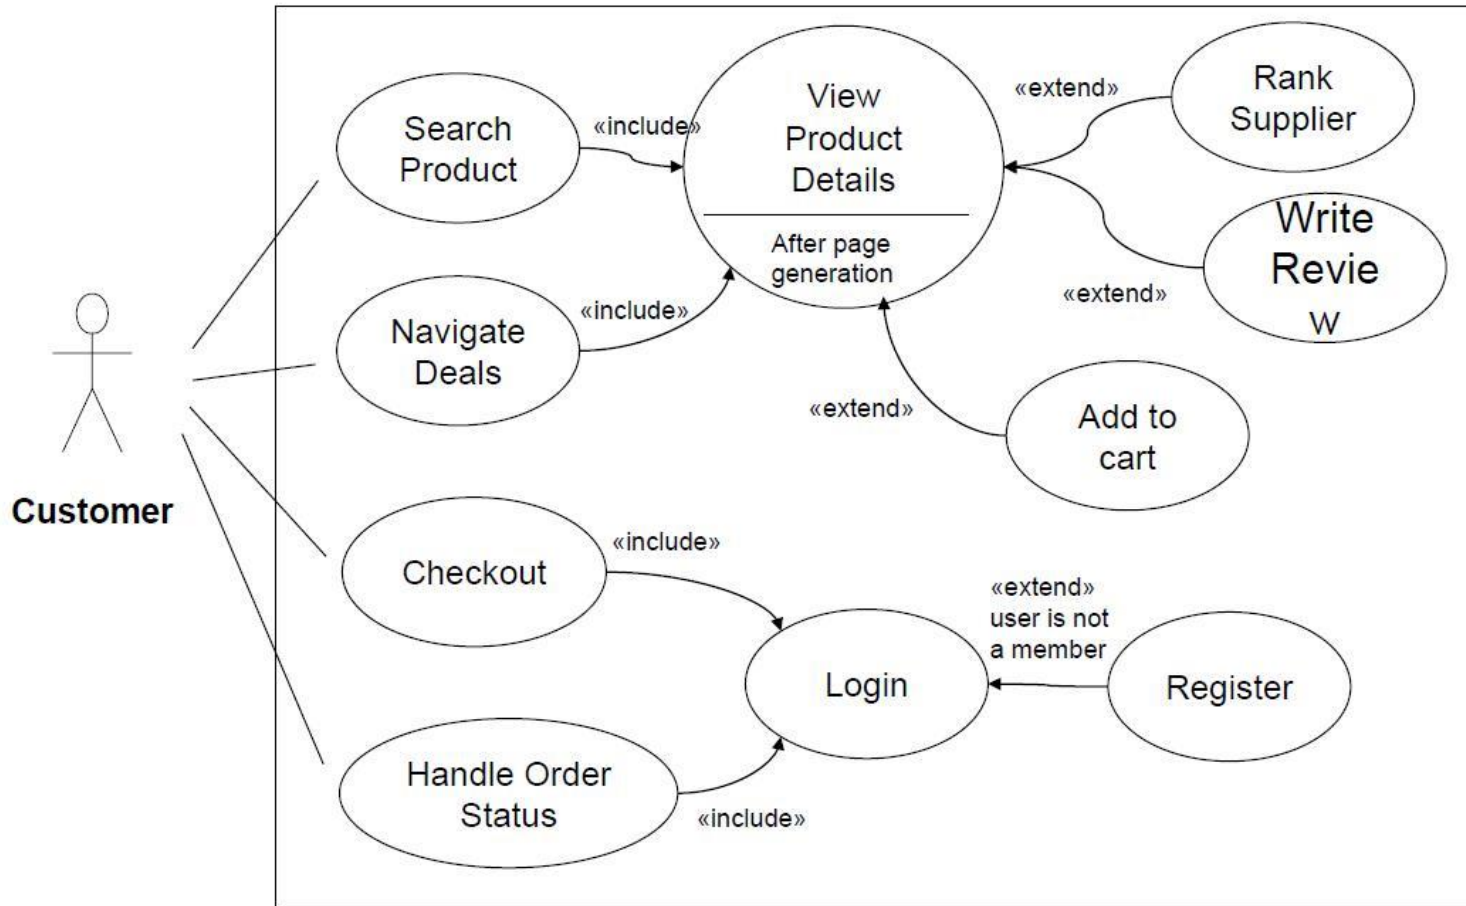 Search
Product
«include»
View
Product
Details
After page
generation
«extend»
Rank
Supplier
Write
Revie
w
«extend»
Navigate
Deals
«include»
«extend»
Add to
cart
Customer
Checkout
«include»
Login
«extend»
user is not
a member
Register
Handle Order
Status
«include»